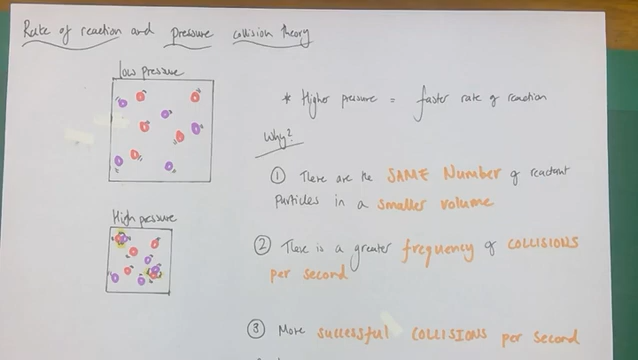 Rate of reaction and pressure collision theory
low pressure
* Higher pressure = faster rate of reaction
Why?
① There are the SAME Number of reactant
particles in a smaller volume
High pressure
② There is a greater frequency of COLLISIONS
per second
③ More successful COLLISIONS per second